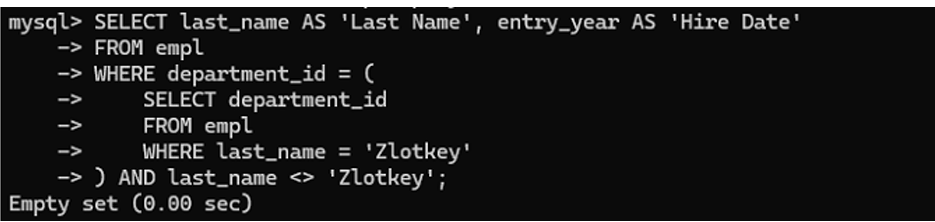 mysql> SELECT last_name AS 'Last Name', entry_year AS 'Hire Date'
    -> FROM empl
    -> WHERE department_id = (
    ->     SELECT department_id
    ->     FROM empl
    ->     WHERE last_name = 'Zlotkey'
    -> ) AND last_name <> 'Zlotkey';
Empty set (0.00 sec)